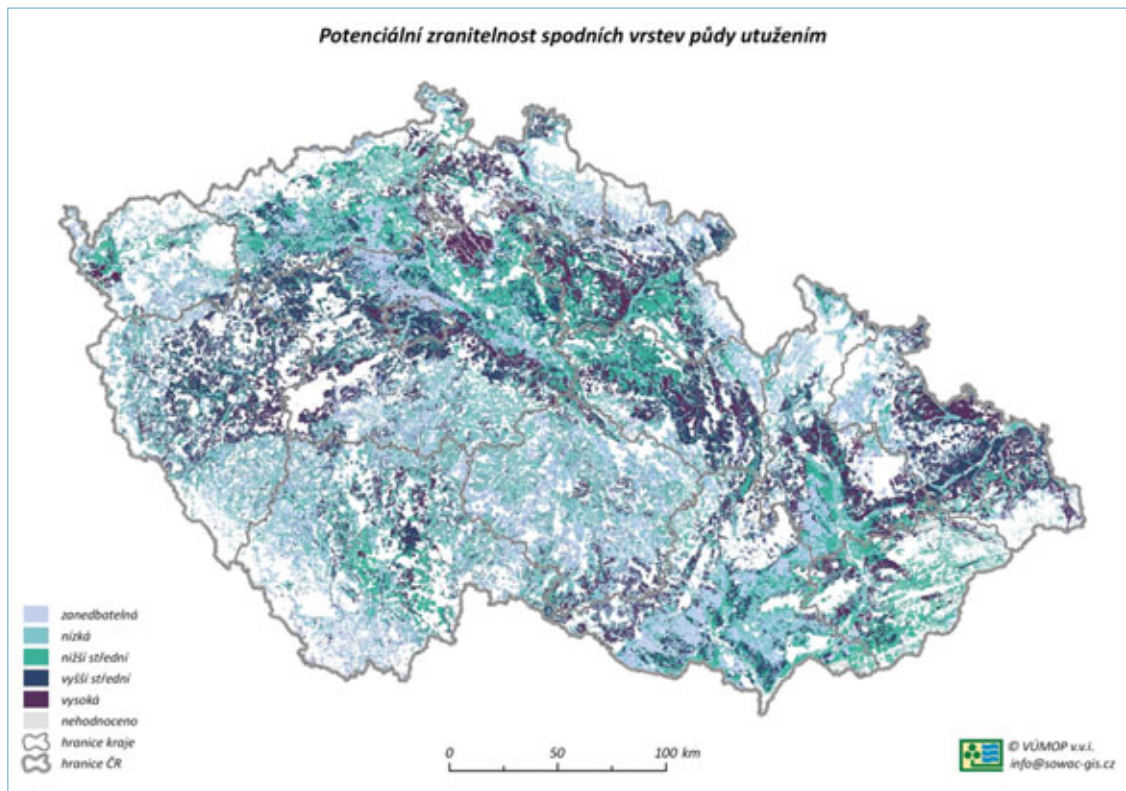 Potenciální zranitelnost spodních vrstev půdy utužením
zanedbatelná
nízká
nižší střední
vyšší střední
vysoká
nehodnoceno
hranice kraje
hranice ČR
0 50 100 km
© VÚMOP v.v.i.
info@sowac-gis.cz